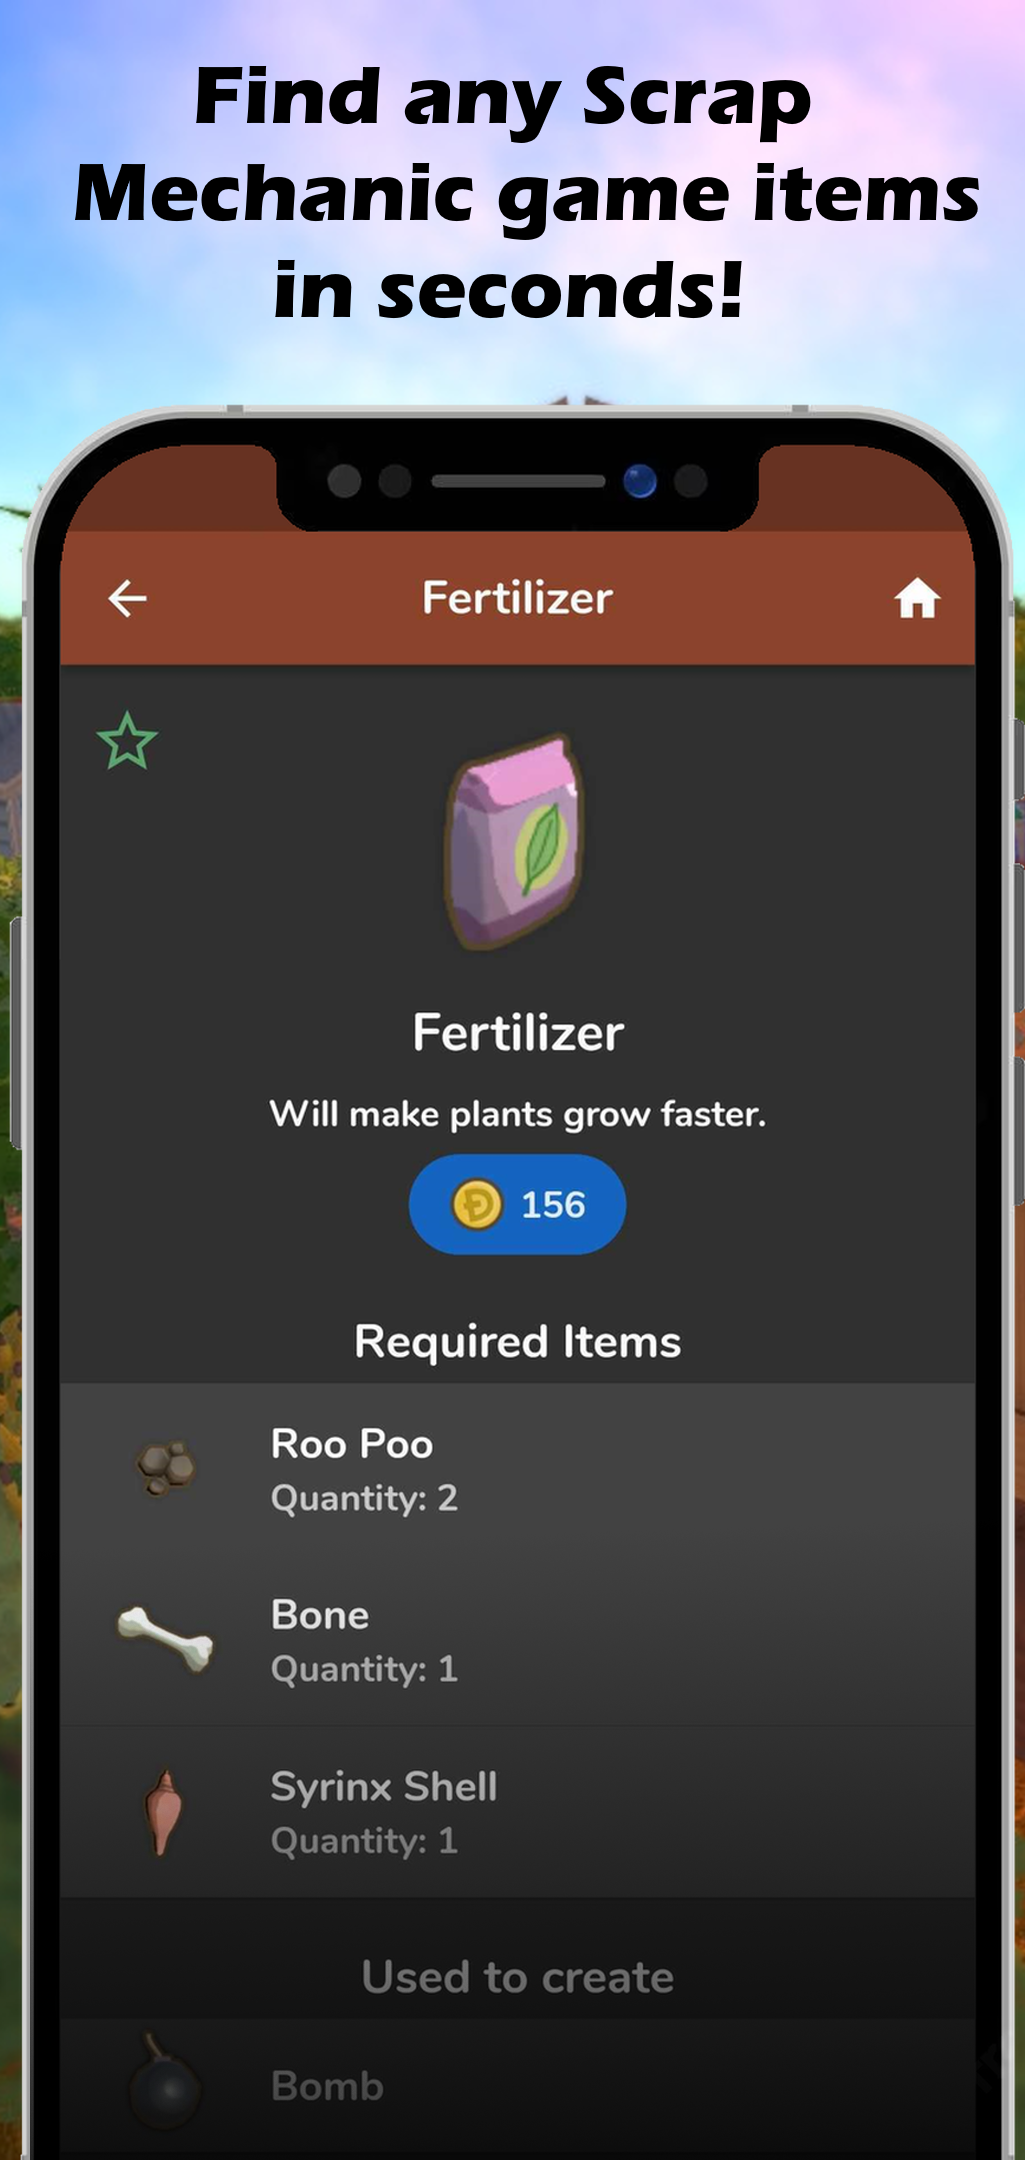 Find any Scrap
Mechanic game items
in seconds!
Fertilizer
Fertilizer
Will make plants grow faster.
156
Required Items
Roo Poo
Quantity: 2
Bone
Quantity: 1
Syrinx Shell
Quantity: 1
Used to create
Bomb